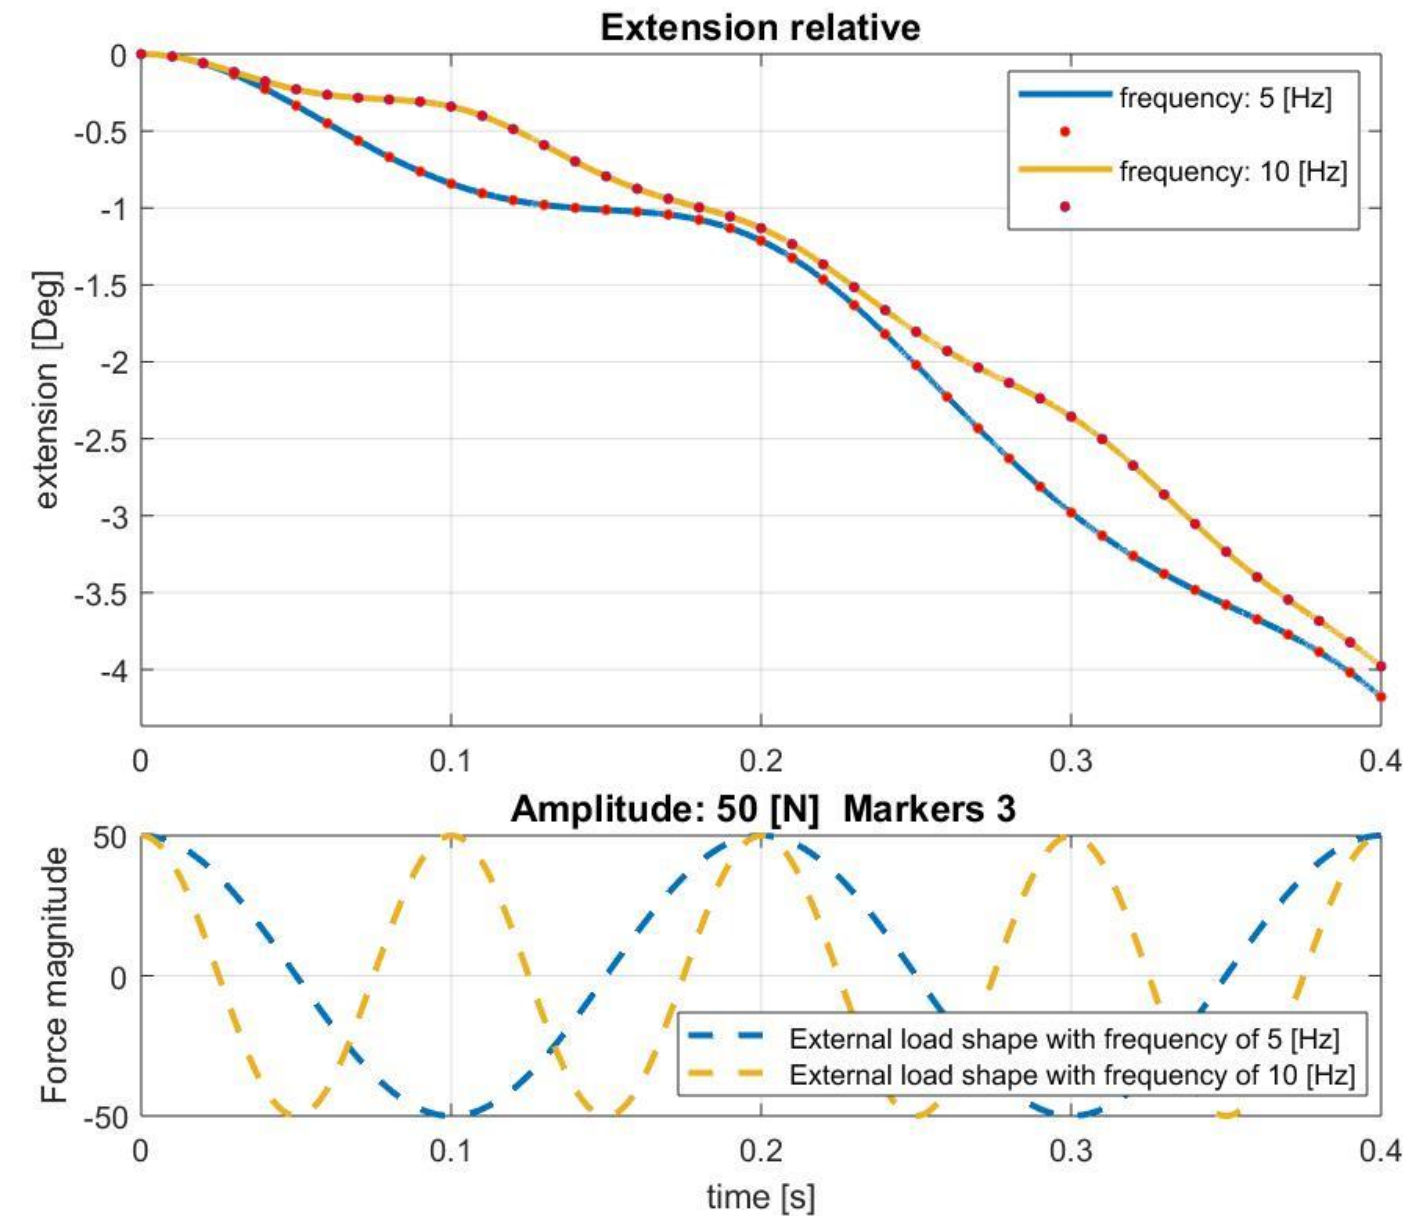 Extension relative
0
-0.5
-1
-1.5
-2
-2.5
-3
-3.5
-4
extension [Deg]
frequency: 5 [Hz]
frequency: 10 [Hz]
0 0.1 0.2 0.3 0.4
Amplitude: 50 [N] Markers 3
50
0
-50
Force magnitude
External load shape with frequency of 5 [Hz]
External load shape with frequency of 10 [Hz]
0 0.1 0.2 0.3 0.4
time [s]